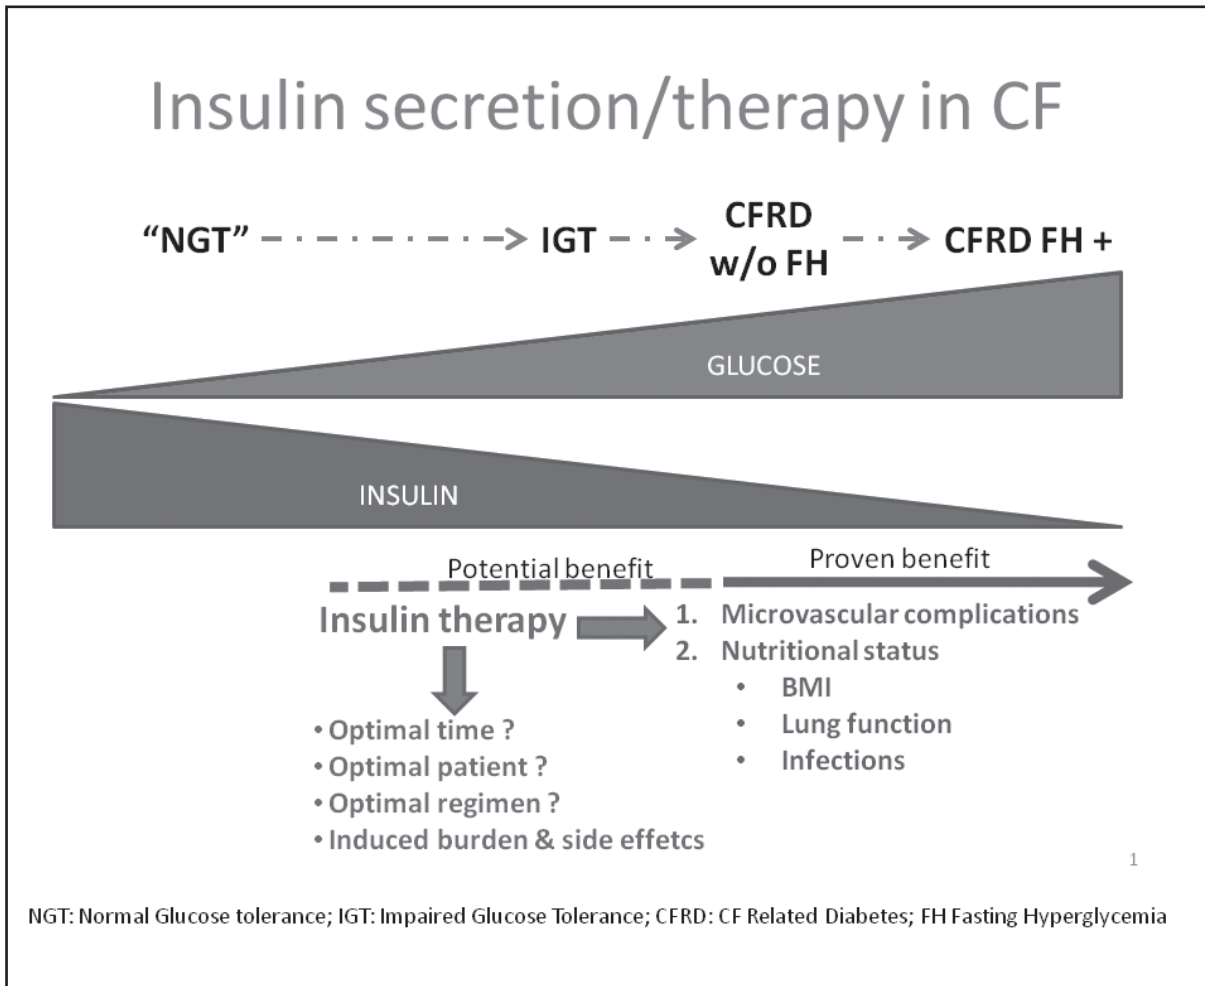 Insulin secretion/therapy in CF
“NGT”
IGT
CFRD
w/o FH
CFRD FH +
GLUCOSE
INSULIN
Potential benefit
Proven benefit
Insulin therapy
1. Microvascular complications
2. Nutritional status
• BMI
• Lung function
• Infections
• Optimal time ?
• Optimal patient ?
• Optimal regimen ?
• Induced burden & side effetcs
1
NGT: Normal Glucose tolerance; IGT: Impaired Glucose Tolerance; CFRD: CF Related Diabetes; FH Fasting Hyperglycemia